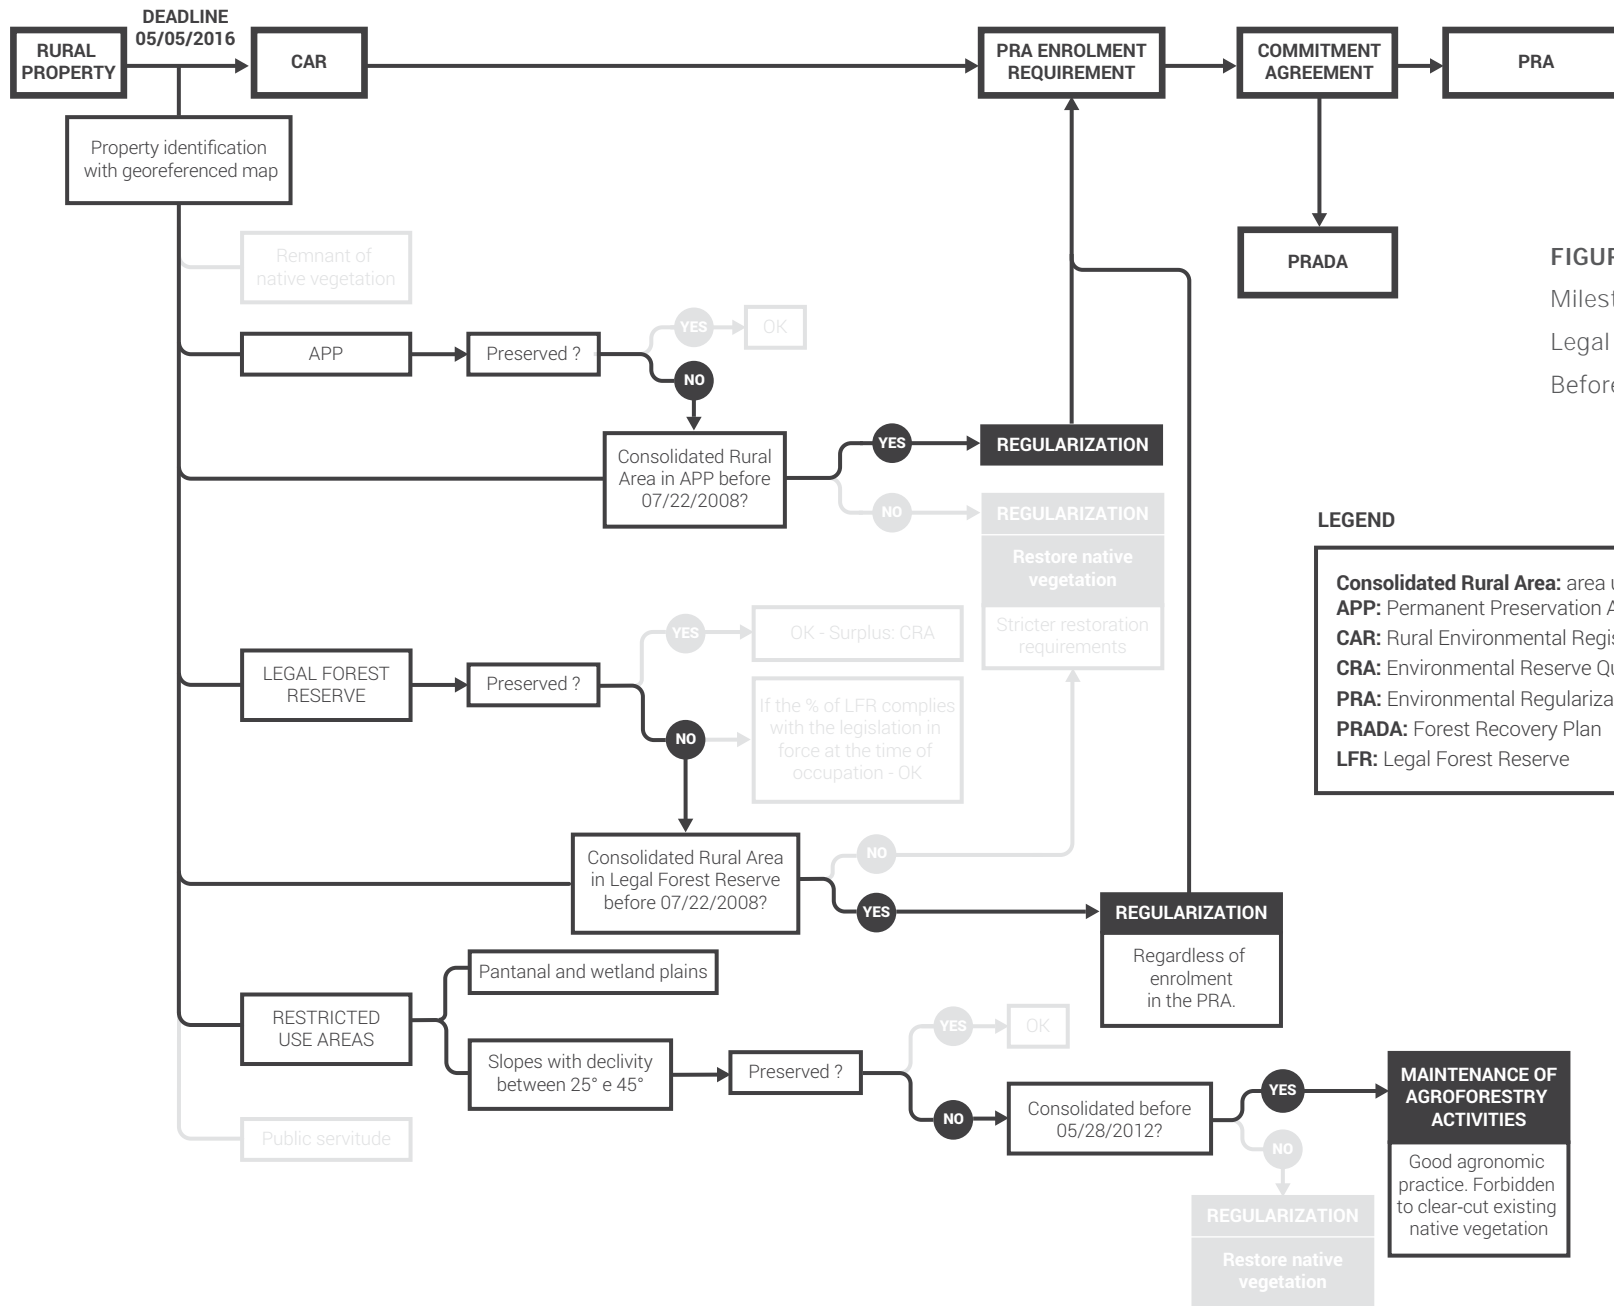 DEADLINE
05/05/2016
RURAL
PROPERTY
CAR
PRA ENROLMENT
REQUIREMENT
COMMITMENT
AGREEMENT
PRA
Property identification
with georeferenced map
PRADA
Remnant of
native vegetation
APP
Preserved ?
YES
OK
NO
Consolidated Rural
Area in APP before
07/22/2008?
YES
REGULARIZATION
NO
REGULARIZATION
Restore native
vegetation
Stricter restoration
requirements
LEGAL FOREST
RESERVE
Preserved ?
YES
OK - Surplus: CRA
NO
If the % of LFR complies
with the legislation in
force at the time of
occupation - OK
Consolidated Rural Area
in Legal Forest Reserve
before 07/22/2008?
NO
YES
REGULARIZATION
Regardless of
enrolment
in the PRA.
RESTRICTED
USE AREAS
Pantanal and wetland plains
Slopes with declivity
between 25° e 45°
Preserved ?
YES
OK
NO
Consolidated before
05/28/2012?
YES
MAINTENANCE OF
AGROFORESTRY
ACTIVITIES
Good agronomic
practice. Forbidden
to clear-cut existing
native vegetation
NO
REGULARIZATION
Restore native
vegetation
Public servitude
Legal
LEGEND
Consolidated Rural Area: area
APP: Permanent Preservation
CAR: Rural Environmental
CRA: Environmental Reserve
PRA: Environmental
PRADA: Forest Recovery Plan
LFR: Legal Forest Reserve